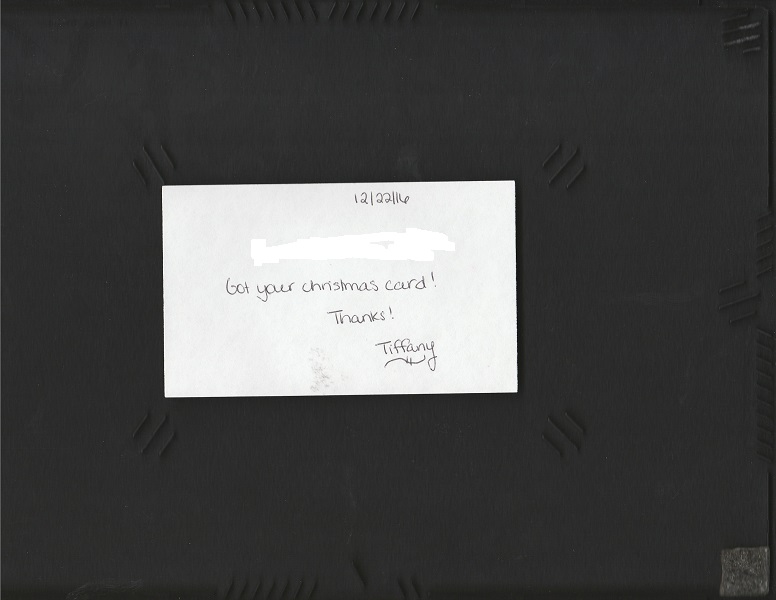 12/22/16
Got your christmas card!
Thanks!
Tiffany